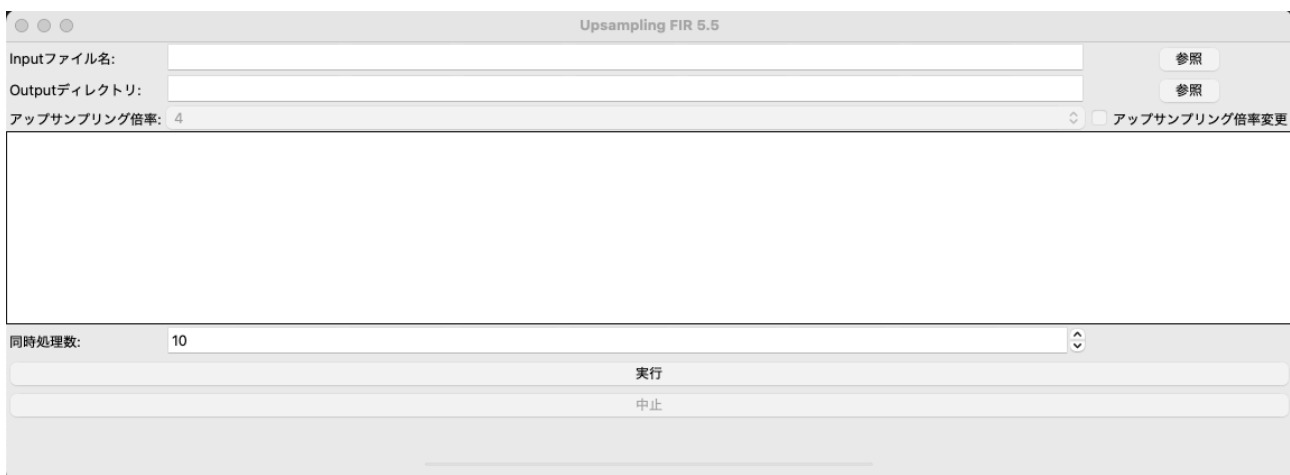 Upsampling FIR 5.5
Inputファイル名: 参照
Outputディレクトリ: 参照
アップサンプリング倍率: 4 アップサンプリング倍率変更
同時処理数: 10
実行
中止